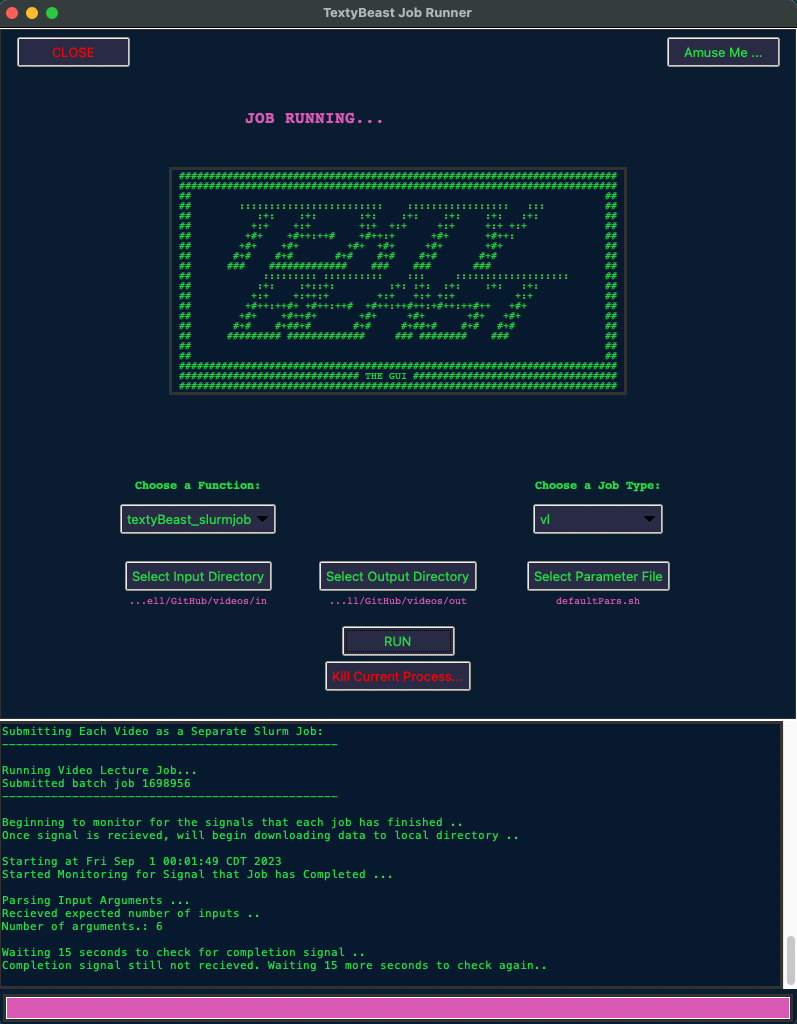 TextyBeast Job Runner
CLOSE
Amuse Me ...
JOB RUNNING...
THE GUI
Choose a Function:
Choose a Job Type:
textyBeast_slurmjob
vl
Select Input Directory
Select Output Directory
Select Parameter File
...ell/GitHub/videos/in
...ll/GitHub/videos/out
defaultPars.sh
RUN
Kill Current Process...
Submitting Each Video as a Separate Slurm Job:
------------------------------------------------
Running Video Lecture Job...
Submitted batch job 1698956
------------------------------------------------
Beginning to monitor for the signals that each job has finished ..
Once signal is recieved, will begin downloading data to local directory ..
Starting at Fri Sep  1 00:01:49 CDT 2023
Started Monitoring for Signal that Job has Completed ...
Parsing Input Arguments ...
Recieved expected number of inputs ..
Number of arguments.: 6
Waiting 15 seconds to check for completion signal ..
Completion signal still not recieved. Waiting 15 more seconds to check again..